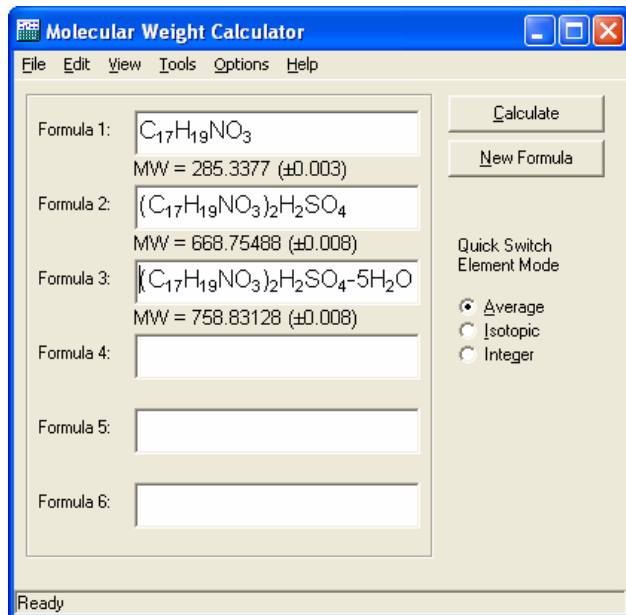 Molecular Weight Calculator
File Edit View Tools Options Help
Formula 1: C₁₇H₁₉NO₃
MW = 285.3377 (±0.003)
Formula 2: (C₁₇H₁₉NO₃)₂H₂SO₄
MW = 668.75488 (±0.008)
Formula 3: (C₁₇H₁₉NO₃)₂H₂SO₄-5H₂O
MW = 758.83128 (±0.008)
Formula 4:
Formula 5:
Formula 6:
Calculate
New Formula
Quick Switch
Element Mode
Average
Isotopic
Integer
Ready